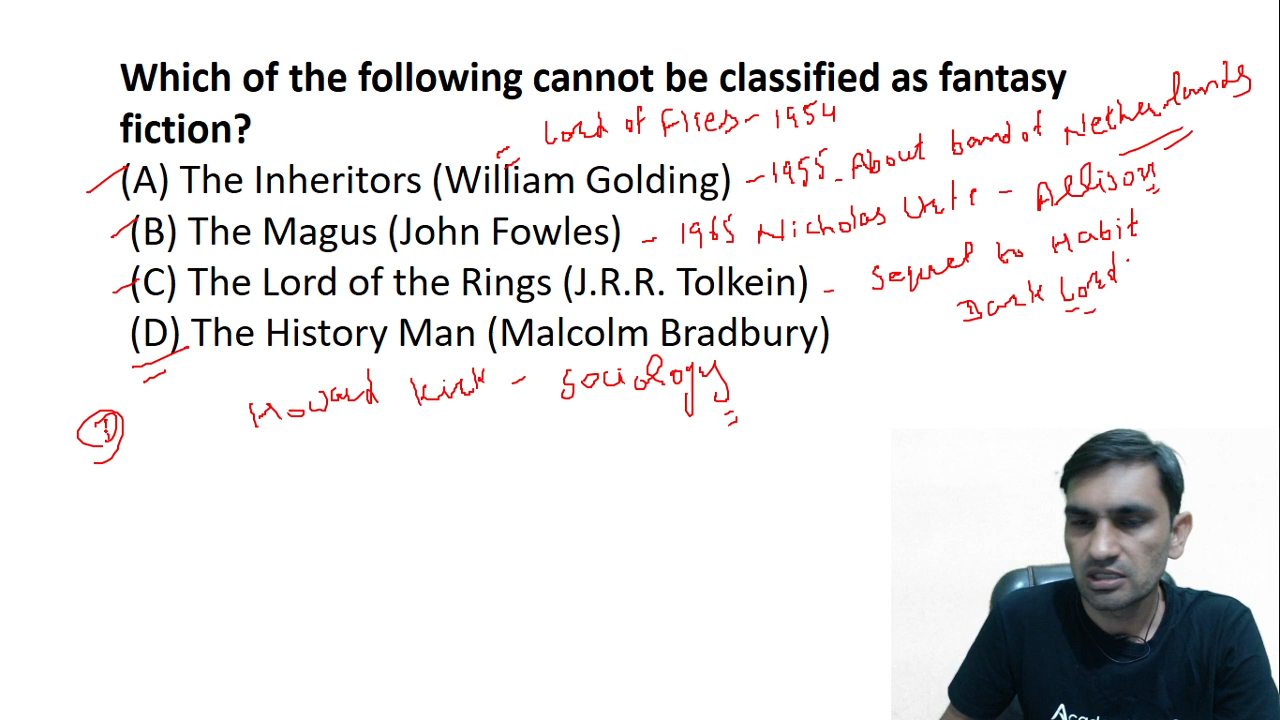 Which of the following cannot be classified as fantasy
fiction?
Lord of Flies - 1954
(A) The Inheritors (William Golding) - 1955 - About band of Netherlands
(B) The Magus (John Fowles) - 1965 Nicholas - Allison
(C) The Lord of the Rings (J.R.R. Tolkein) - Sequel to Habit
Dark Lord
(D) The History Man (Malcolm Bradbury)
Howard Kirk - Sociology
Acade